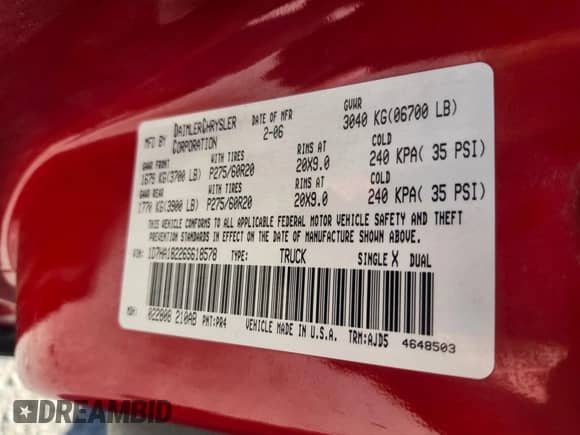 MFD BY DAIMLERCHRYSLER CORPORATION DATE OF MFR 2-06 GVWR 3040 KG(06700 LB)
GAWR FRONT WITH TIRES RIMS AT COLD
1679 KG(3700 LB) P275/60R20 20X9.0 240 KPA( 35 PSI)
GAWR REAR WITH TIRES RIMS AT COLD
1770 KG(3900 LB) P275/60R20 20X9.0 240 KPA( 35 PSI)
THIS VEHICLE CONFORMS TO ALL APPLICABLE FEDERAL MOTOR VEHICLE SAFETY AND THEFT
PREVENTION STANDARDS IN EFFECT ON THE DATE OF MANUFACTURE SHOWN ABOVE.
VIN: 1D7HA18226S618578 TYPE: TRUCK SINGLE X DUAL
MDH: 022808 210AB PNT:PR4 VEHICLE MADE IN U.S.A. TRM:AJD5 4648503
DREAMBID